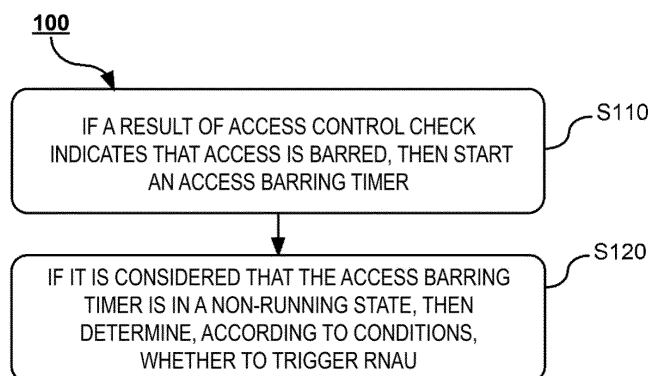 100
IF A RESULT OF ACCESS CONTROL CHECK
INDICATES THAT ACCESS IS BARRED, THEN START
AN ACCESS BARRING TIMER
S110
IF IT IS CONSIDERED THAT THE ACCESS BARRING
TIMER IS IN A NON-RUNNING STATE, THEN
DETERMINE, ACCORDING TO CONDITIONS,
WHETHER TO TRIGGER RNAU
S120